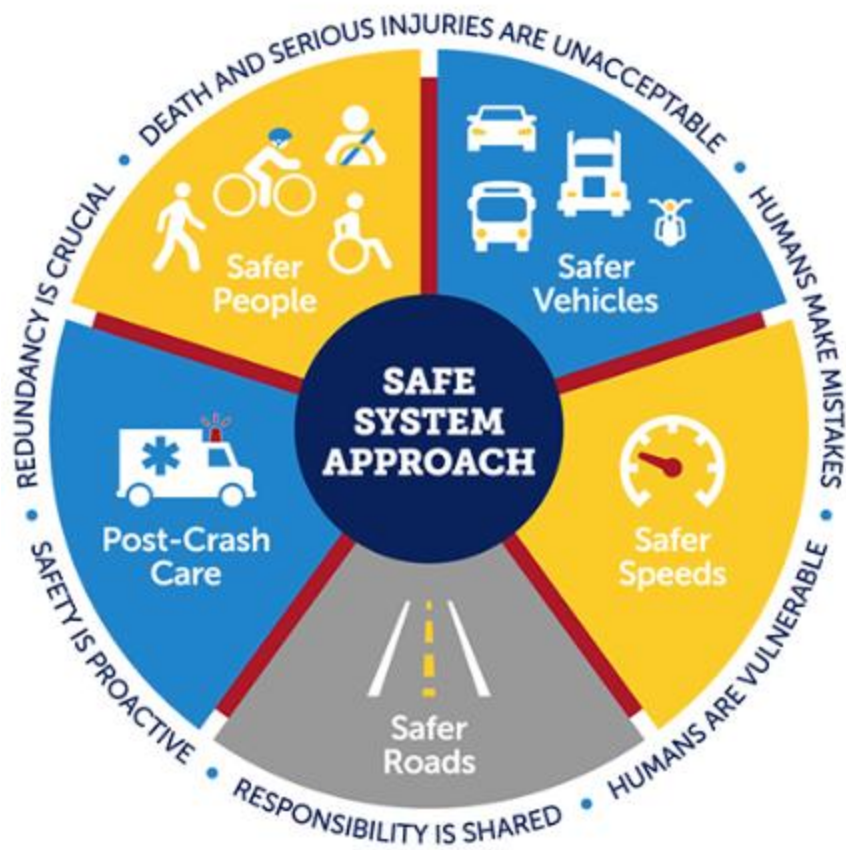 DEATH AND SERIOUS INJURIES ARE UNACCEPTABLE
HUMANS MAKE MISTAKES
HUMANS ARE VULNERABLE
RESPONSIBILITY IS SHARED
SAFETY IS PROACTIVE
REDUNDANCY IS CRUCIAL
Safer
People
Safer
Vehicles
SAFE
SYSTEM
APPROACH
Post-Crash
Care
Safer
Speeds
Safer
Roads